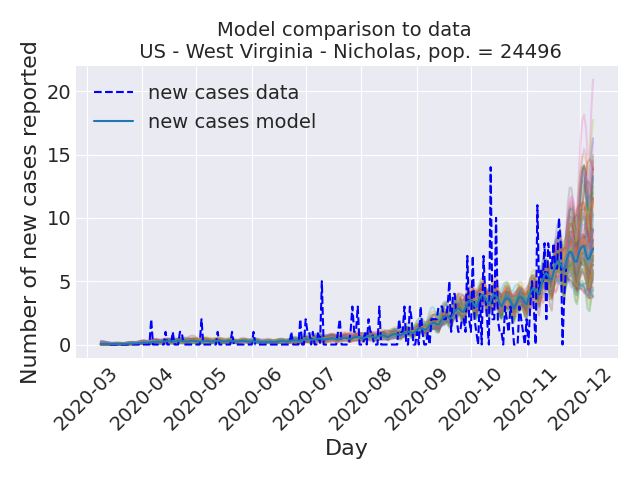 Model comparison to data
US - West Virginia - Nicholas, pop. = 24496
Number of new cases reported
20
15
10
5
0
new cases data
new cases model
2020-03
2020-04
2020-05
2020-06
2020-07
2020-08
2020-09
2020-10
2020-11
2020-12
Day